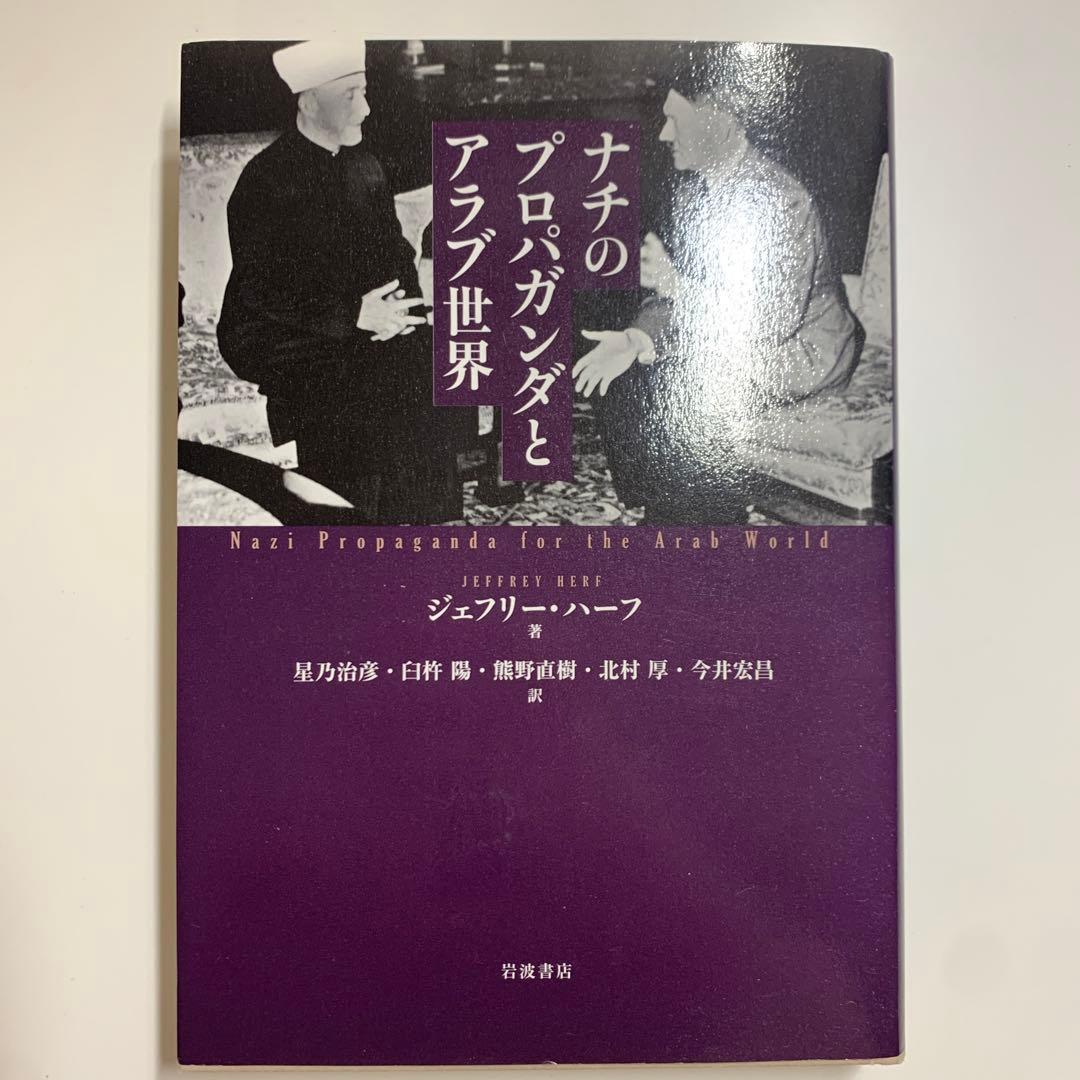 ナチの
プロパガンダと
アラブ世界
Nazi Propaganda for the Arab World
JEFFREY HERF
ジェフリー・ハーフ
著
星乃治彦・臼杵 陽・熊野直樹・北村 厚・今井宏昌
訳
岩波書店